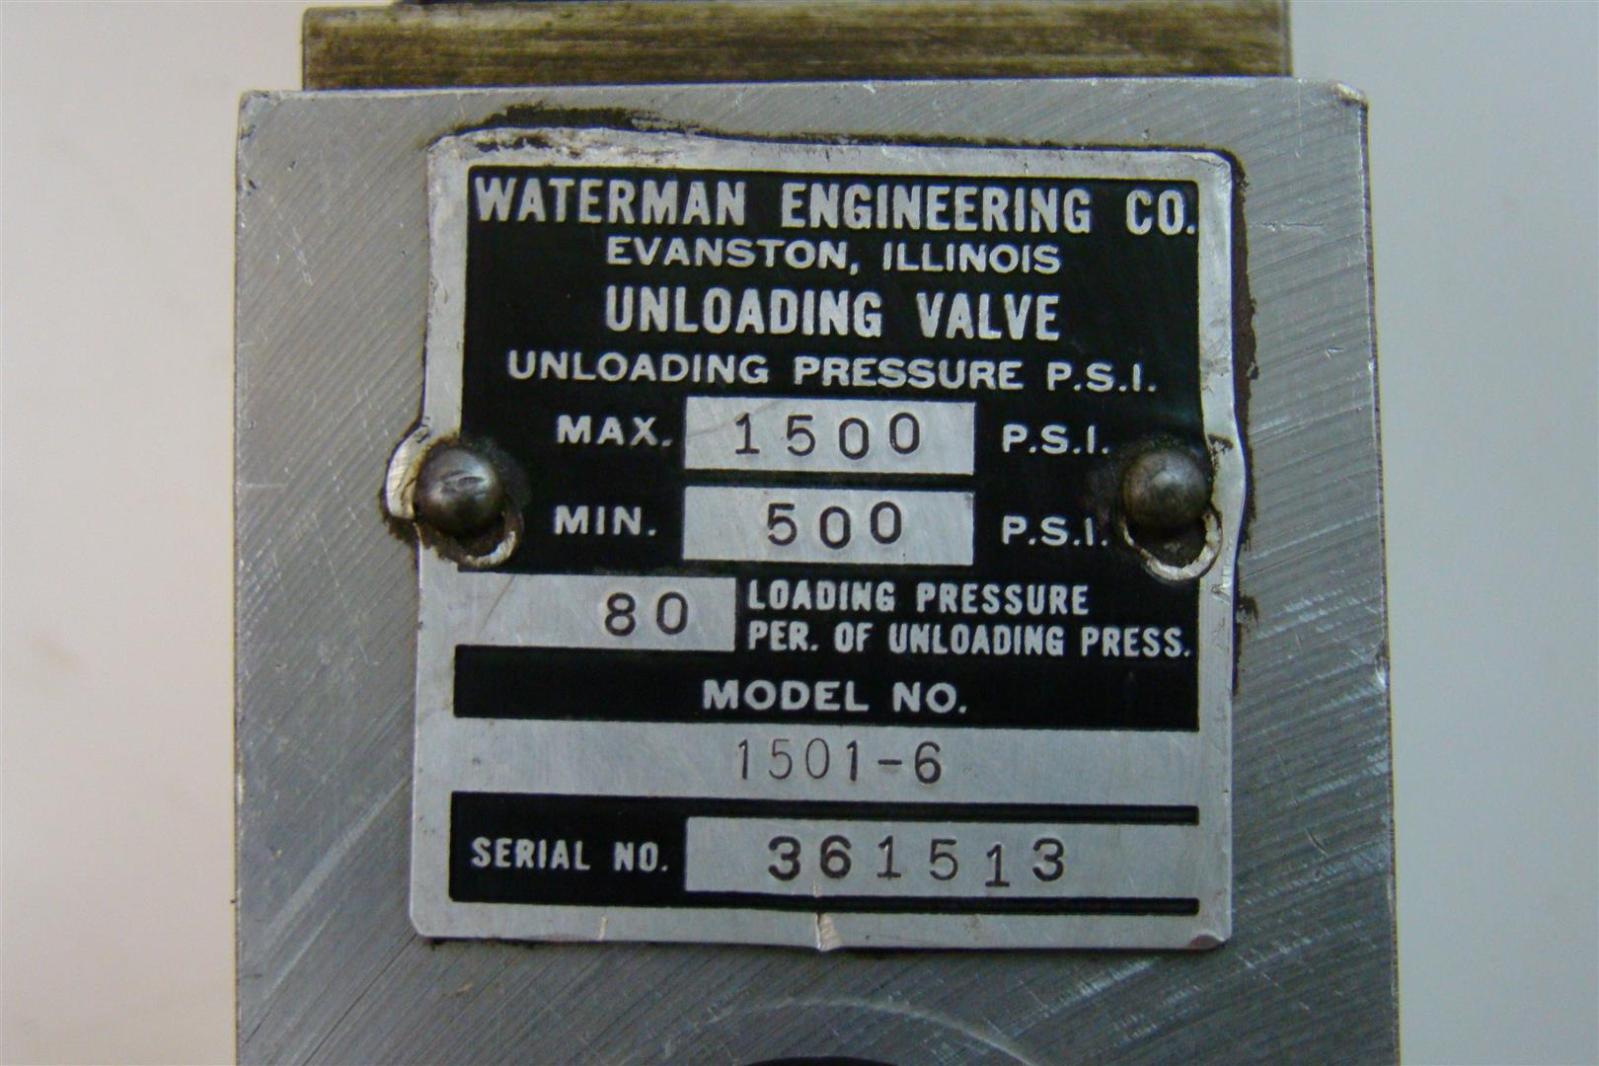 WATERMAN ENGINEERING CO.
EVANSTON, ILLINOIS
UNLOADING VALVE
UNLOADING PRESSURE P.S.I.
MAX. 1500 P.S.I.
MIN. 500 P.S.I.
80 LOADING PRESSURE
PER. OF UNLOADING PRESS.
MODEL NO.
1501-6
SERIAL NO. 361513